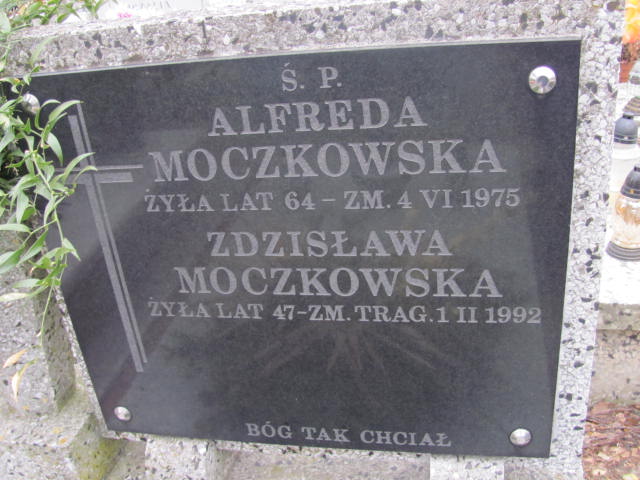 Ś. P.
ALFREDA
MOCZKOWSKA
ŻYŁA LAT 64 – ZM. 4 VI 1975
ZDZISŁAWA
MOCZKOWSKA
ŻYŁA LAT 47 – ZM. TRAG. 1 II 1992
BÓG TAK CHCIAŁ